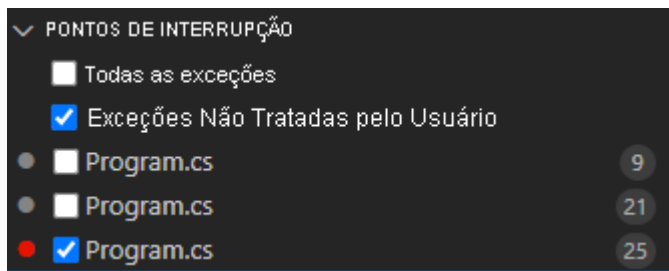 PONTOS DE INTERRUPÇÃO
Todas as exceções
Exceções Não Tratadas pelo Usuário
Program.cs 9
Program.cs 21
Program.cs 25